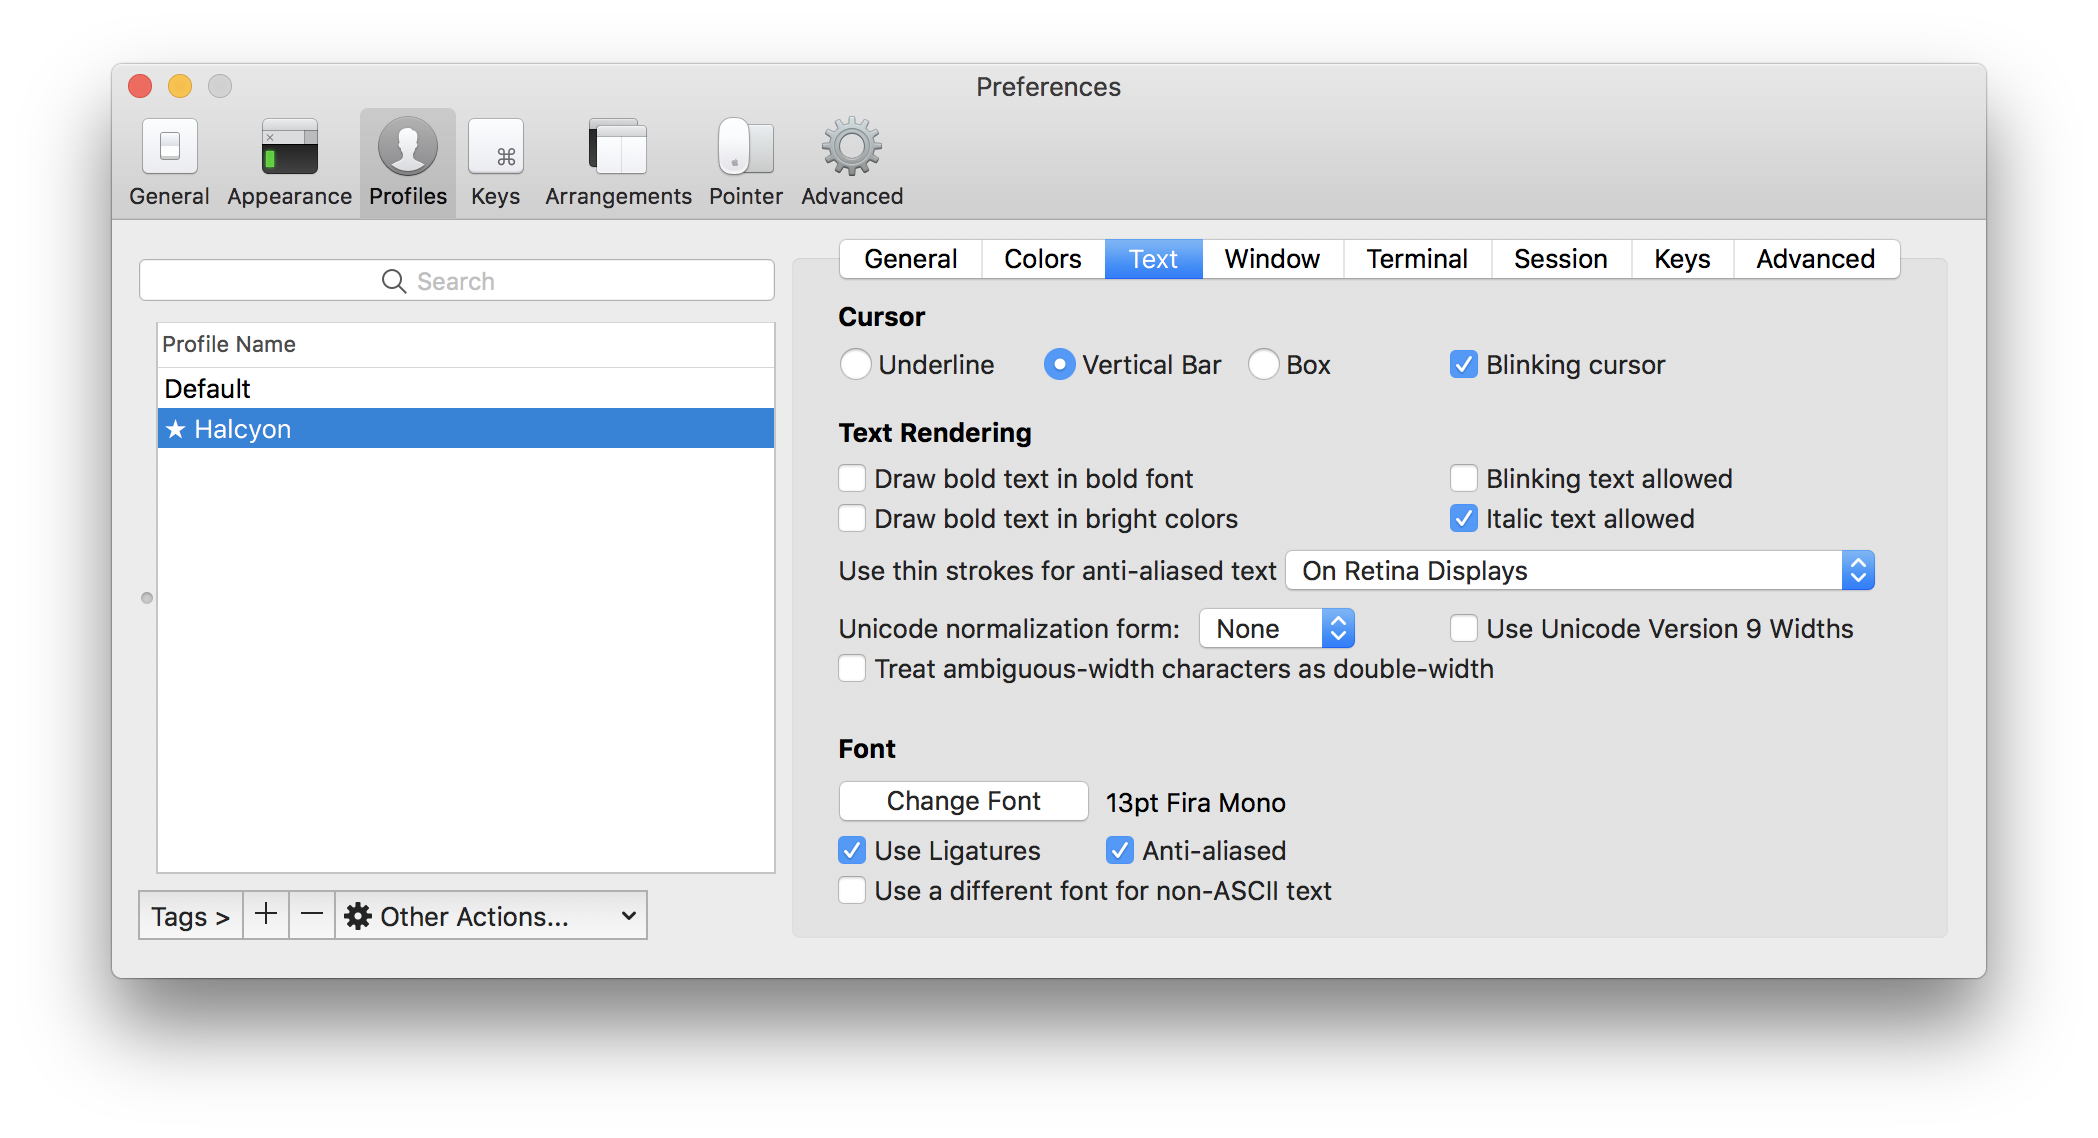 Preferences
General Appearance Profiles Keys Arrangements Pointer Advanced
Search
Profile Name
Default
★ Halcyon
Tags > + − Other Actions...
General Colors Text Window Terminal Session Keys Advanced
Cursor
Underline Vertical Bar Box Blinking cursor
Text Rendering
Draw bold text in bold font Blinking text allowed
Draw bold text in bright colors Italic text allowed
Use thin strokes for anti-aliased text On Retina Displays
Unicode normalization form: None Use Unicode Version 9 Widths
Treat ambiguous-width characters as double-width
Font
Change Font 13pt Fira Mono
Use Ligatures Anti-aliased
Use a different font for non-ASCII text